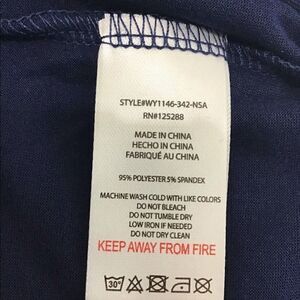 STYLE#WY1146-342-NSA
RN#125288
MADE IN CHINA
HECHO IN CHINA
FABRIQUÉ AU CHINA
95% POLYESTER 5% SPANDEX
MACHINE WASH COLD WITH LIKE COLORS
DO NOT BLEACH
DO NOT TUMBLE DRY
LOW IRON IF NEEDED
DO NOT DRY CLEAN
KEEP AWAY FROM FIRE
30°